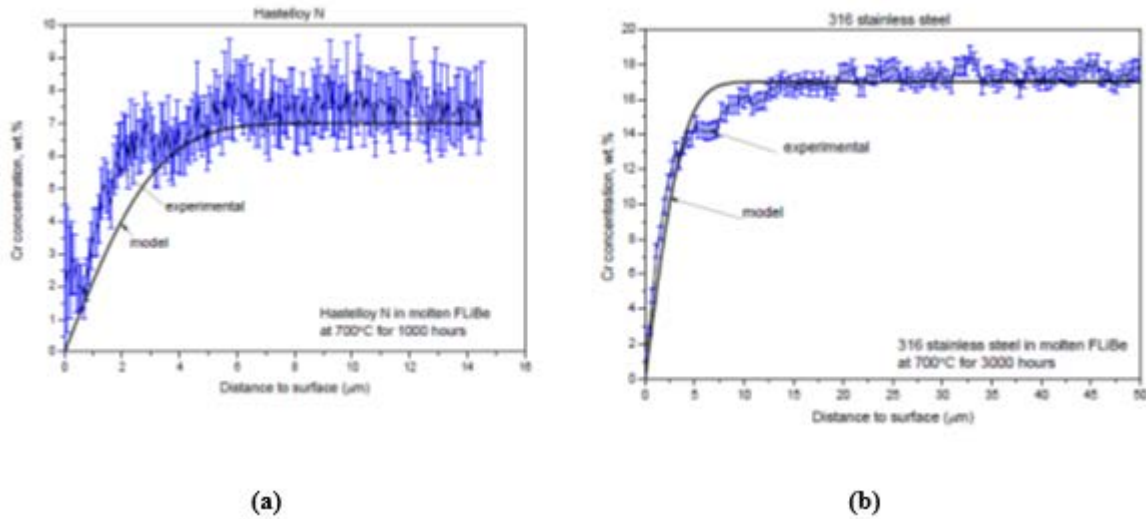 Hastelloy N
10
9
8
7
6
5
4
3
2
1
0
Cr concentration, wt.%
experimental
model
Hastelloy N in molten FLiBe
at 700°C for 1000 hours
0 2 4 6 8 10 12 14 16
Distance to surface (μm)
(a)
316 stainless steel
20
18
16
14
12
10
8
6
4
2
0
Cr concentration, wt.%
experimental
model
316 stainless steel in molten FLiBe
at 700°C for 3000 hours
0 5 10 15 20 25 30 35 40 45 50
Distance to surface (μm)
(b)